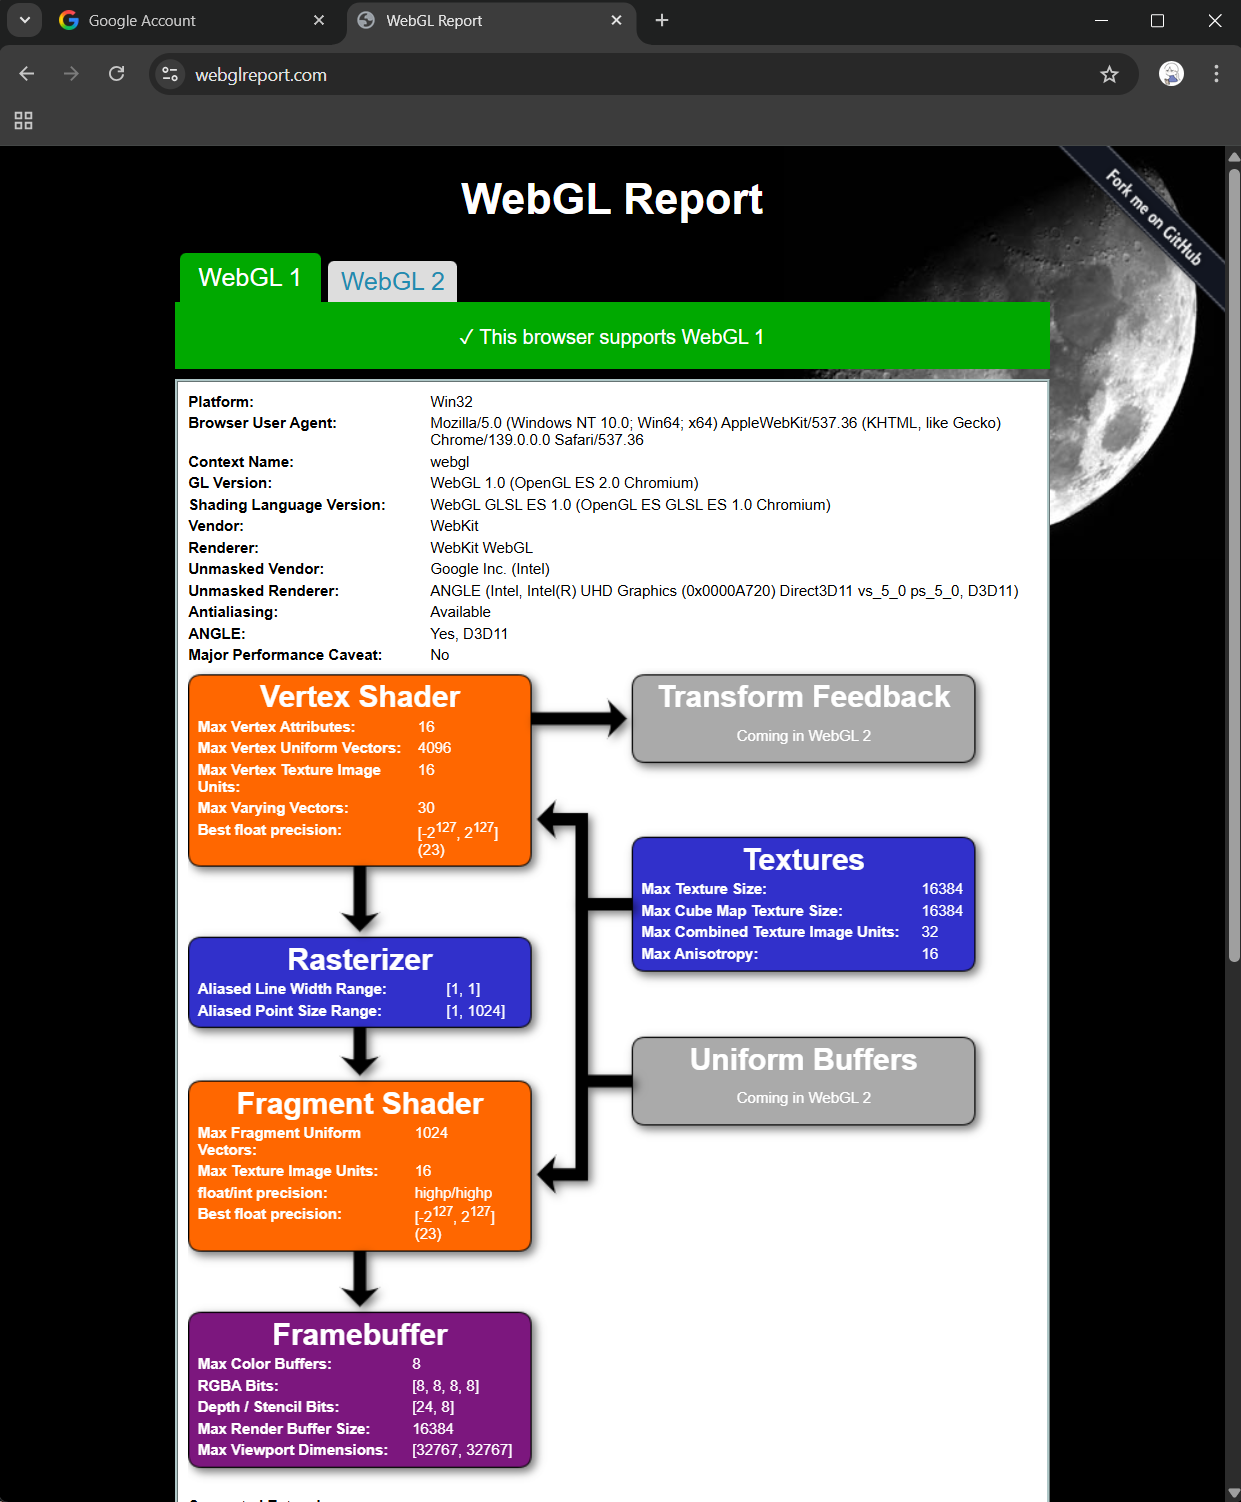 Google Account
WebGL Report
webglreport.com
Fork me on GitHub
WebGL Report
WebGL 1
WebGL 2
✓ This browser supports WebGL 1
Platform: Win32
Browser User Agent: Mozilla/5.0 (Windows NT 10.0; Win64; x64) AppleWebKit/537.36 (KHTML, like Gecko)
Chrome/139.0.0.0 Safari/537.36
Context Name: webgl
GL Version: WebGL 1.0 (OpenGL ES 2.0 Chromium)
Shading Language Version: WebGL GLSL ES 1.0 (OpenGL ES GLSL ES 1.0 Chromium)
Vendor: WebKit
Renderer: WebKit WebGL
Unmasked Vendor: Google Inc. (Intel)
Unmasked Renderer: ANGLE (Intel, Intel(R) UHD Graphics (0x0000A720) Direct3D11 vs_5_0 ps_5_0, D3D11)
Antialiasing: Available
ANGLE: Yes, D3D11
Major Performance Caveat: No
Vertex Shader
Max Vertex Attributes: 16
Max Vertex Uniform Vectors: 4096
Max Vertex Texture Image 16
Units:
Max Varying Vectors: 30
Best float precision: [-2^127, 2^127]
(23)
Transform Feedback
Coming in WebGL 2
Textures
Max Texture Size: 16384
Max Cube Map Texture Size: 16384
Max Combined Texture Image Units: 32
Max Anisotropy: 16
Rasterizer
Aliased Line Width Range: [1, 1]
Aliased Point Size Range: [1, 1024]
Uniform Buffers
Coming in WebGL 2
Fragment Shader
Max Fragment Uniform 1024
Vectors:
Max Texture Image Units: 16
float/int precision: highp/highp
Best float precision: [-2^127, 2^127]
(23)
Framebuffer
Max Color Buffers: 8
RGBA Bits: [8, 8, 8, 8]
Depth / Stencil Bits: [24, 8]
Max Render Buffer Size: 16384
Max Viewport Dimensions: [32767, 32767]